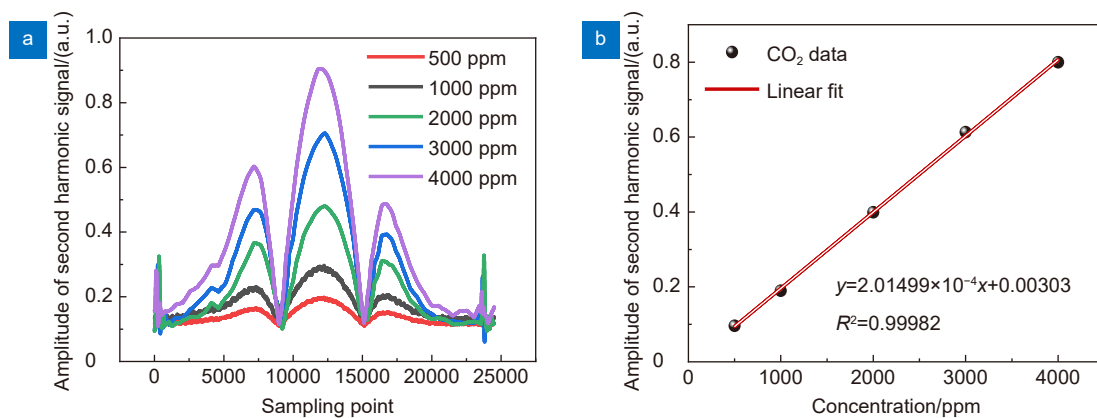 a
Amplitude of second harmonic signal/(a.u.)
1.0
0.8
0.6
0.4
0.2
0
500 ppm
1000 ppm
2000 ppm
3000 ppm
4000 ppm
0 5000 10000 15000 20000 25000
Sampling point
b
Amplitude of second harmonic signal/(a.u.)
0.8
0.6
0.4
0.2
0
CO₂ data
Linear fit
y=2.01499×10⁻⁴x+0.00303
R²=0.99982
0 1000 2000 3000 4000
Concentration/ppm